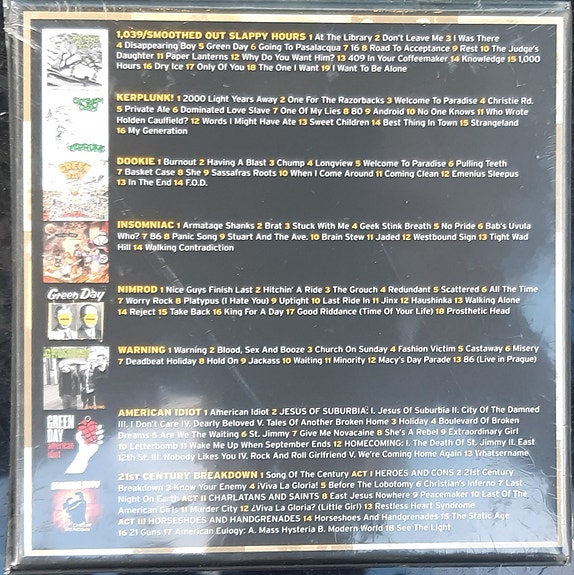 1,039/SMOOTHED OUT SLAPPY HOURS 1 At The Library 2 Don't Leave Me 3 I Was There
4 Disappearing Boy 5 Green Day 6 Going To Pasalacqua 7 16 8 Road To Acceptance 9 Rest 10 The Judge's
Daughter 11 Paper Lanterns 12 Why Do You Want Him? 13 409 In Your Coffeemaker 14 Knowledge 15 1,000
Hours 16 Dry Ice 17 Only Of You 18 The One I Want 19 I Want To Be Alone
KERPLUNK! 1 2000 Light Years Away 2 One For The Razorbacks 3 Welcome To Paradise 4 Christie Rd.
5 Private Ale 6 Dominated Love Slave 7 One Of My Lies 8 80 9 Android 10 No One Knows 11 Who Wrote
Holden Caulfield? 12 Words I Might Have Ate 13 Sweet Children 14 Best Thing In Town 15 Strangeland
16 My Generation
DOOKIE 1 Burnout 2 Having A Blast 3 Chump 4 Longview 5 Welcome To Paradise 6 Pulling Teeth
7 Basket Case 8 She 9 Sassafras Roots 10 When I Come Around 11 Coming Clean 12 Emenius Sleepus
13 In The End 14 F.O.D.
INSOMNIAC 1 Armatage Shanks 2 Brat 3 Stuck With Me 4 Geek Stink Breath 5 No Pride 6 Bab's Uvula
Who? 7 86 8 Panic Song 9 Stuart And The Ave. 10 Brain Stew 11 Jaded 12 Westbound Sign 13 Tight Wad
Hill 14 Walking Contradiction
Green Day
NIMROD 1 Nice Guys Finish Last 2 Hitchin' A Ride 3 The Grouch 4 Redundant 5 Scattered 6 All The Time
7 Worry Rock 8 Platypus (I Hate You) 9 Uptight 10 Last Ride In 11 Jinx 12 Haushinka 13 Walking Alone
14 Reject 15 Take Back 16 King For A Day 17 Good Riddance (Time Of Your Life) 18 Prosthetic Head
WARNING 1 Warning 2 Blood, Sex And Booze 3 Church On Sunday 4 Fashion Victim 5 Castaway 6 Misery
7 Deadbeat Holiday 8 Hold On 9 Jackass 10 Waiting 11 Minority 12 Macy's Day Parade 13 86 (Live in Prague)
GREEN
DAY
american
idiot
AMERICAN IDIOT 1 American Idiot 2 JESUS OF SUBURBIA: I. Jesus Of Suburbia II. City Of The Damned
III. I Don't Care IV. Dearly Beloved V. Tales Of Another Broken Home 3 Holiday 4 Boulevard Of Broken
Dreams 5 Are We The Waiting 6 St. Jimmy 7 Give Me Novacaine 8 She's A Rebel 9 Extraordinary Girl
10 Letterbomb 11 Wake Me Up When September Ends 12 HOMECOMING: I. The Death Of St. Jimmy II. East
12th St. III. Nobody Likes You IV. Rock And Roll Girlfriend V. We're Coming Home Again 13 Whatsername
21ST CENTURY BREAKDOWN 1 Song Of The Century ACT I HEROES AND CONS 2 21st Century
Breakdown 3 Know Your Enemy 4 ¡Viva La Gloria! 5 Before The Lobotomy 6 Christian's Inferno 7 Last
Night On Earth ACT II CHARLATANS AND SAINTS 8 East Jesus Nowhere 9 Peacemaker 10 Last Of The
American Girls 11 Murder City 12 ¿Viva La Gloria? (Little Girl) 13 Restless Heart Syndrome
ACT III HORSESHOES AND HANDGRENADES 14 Horseshoes And Handgrenades 15 The Static Age
16 21 Guns 17 American Eulogy: A. Mass Hysteria B. Modern World 18 See The Light